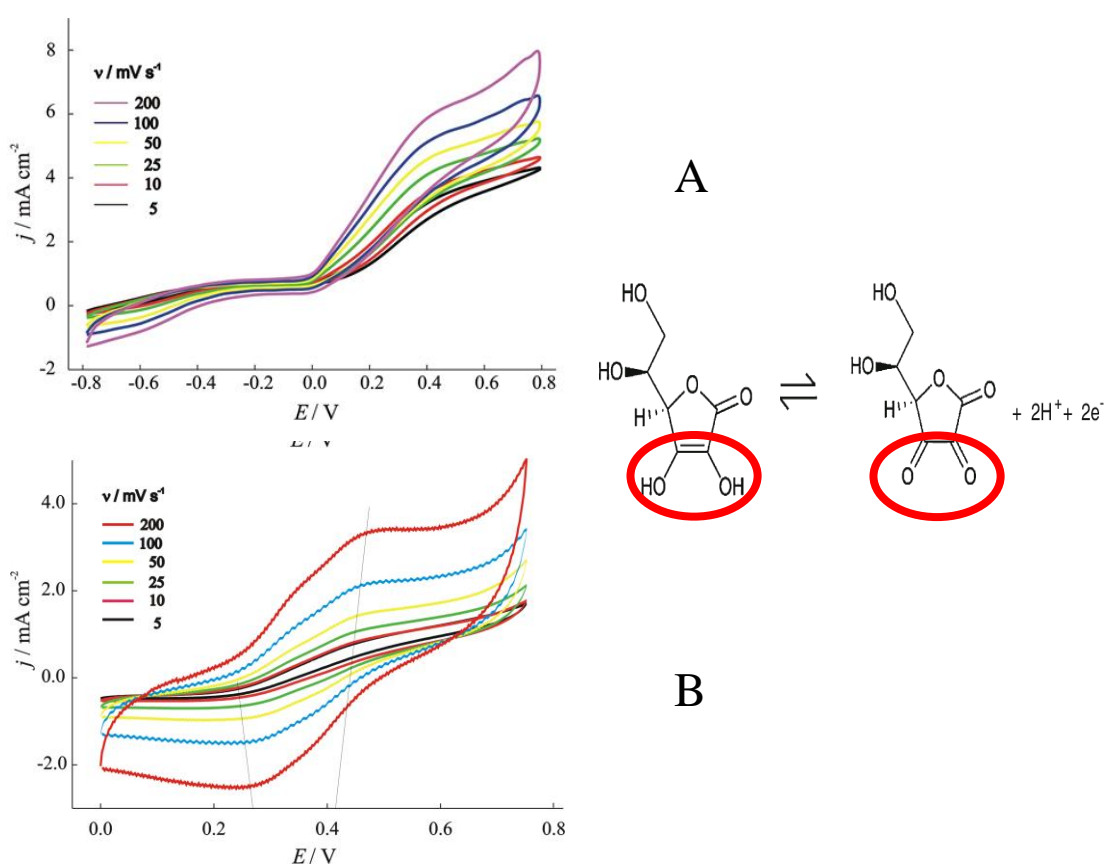 8
6
4
2
0
-2
j / mA cm⁻²
ν / mV s⁻¹
200
100
50
25
10
5
-0.8 -0.6 -0.4 -0.2 0.0 0.2 0.4 0.6 0.8
E / V
A
HO
HO
O
O
H
HO OH
HO
HO
O
O
H
O O
+ 2H⁺+ 2e⁻
4.0
2.0
0.0
-2.0
j / mA cm⁻²
ν / mV s⁻¹
200
100
50
25
10
5
0.0 0.2 0.4 0.6 0.8
E / V
B